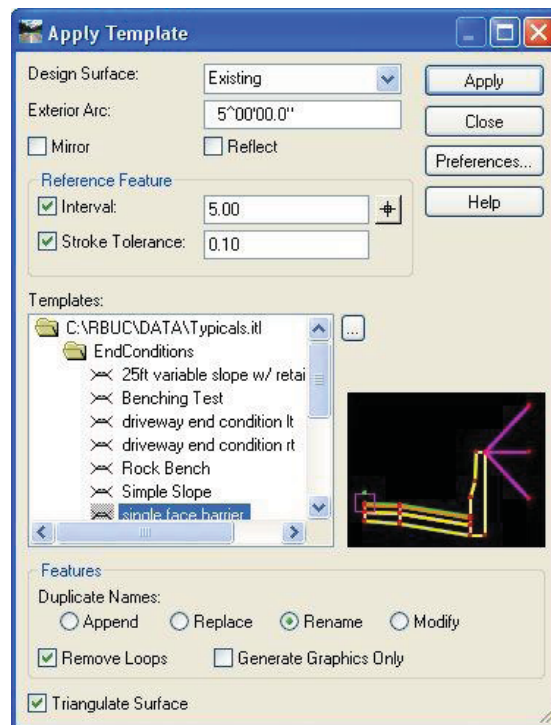 Apply Template
Design Surface: Existing Apply
Exterior Arc: 5^00'00.0" Close
Mirror Reflect Preferences...
Reference Feature Help
Interval: 5.00
Stroke Tolerance: 0.10
Templates:
C:\RBUC\DATA\Typicals.itl ...
EndConditions
25ft variable slope w/ retai
Benching Test
driveway end condition lt
driveway end condition rt
Rock Bench
Simple Slope
single face barrier
Features
Duplicate Names:
Append Replace Rename Modify
Remove Loops Generate Graphics Only
Triangulate Surface